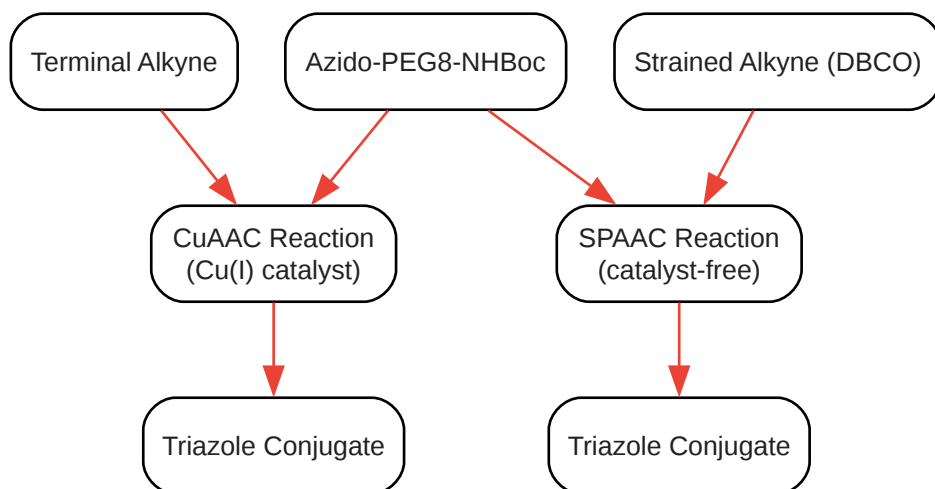 Terminal Alkyne
Azido-PEG8-NHBoc
Strained Alkyne (DBCO)
CuAAC Reaction
(Cu(I) catalyst)
SPAAC Reaction
(catalyst-free)
Triazole Conjugate
Triazole Conjugate